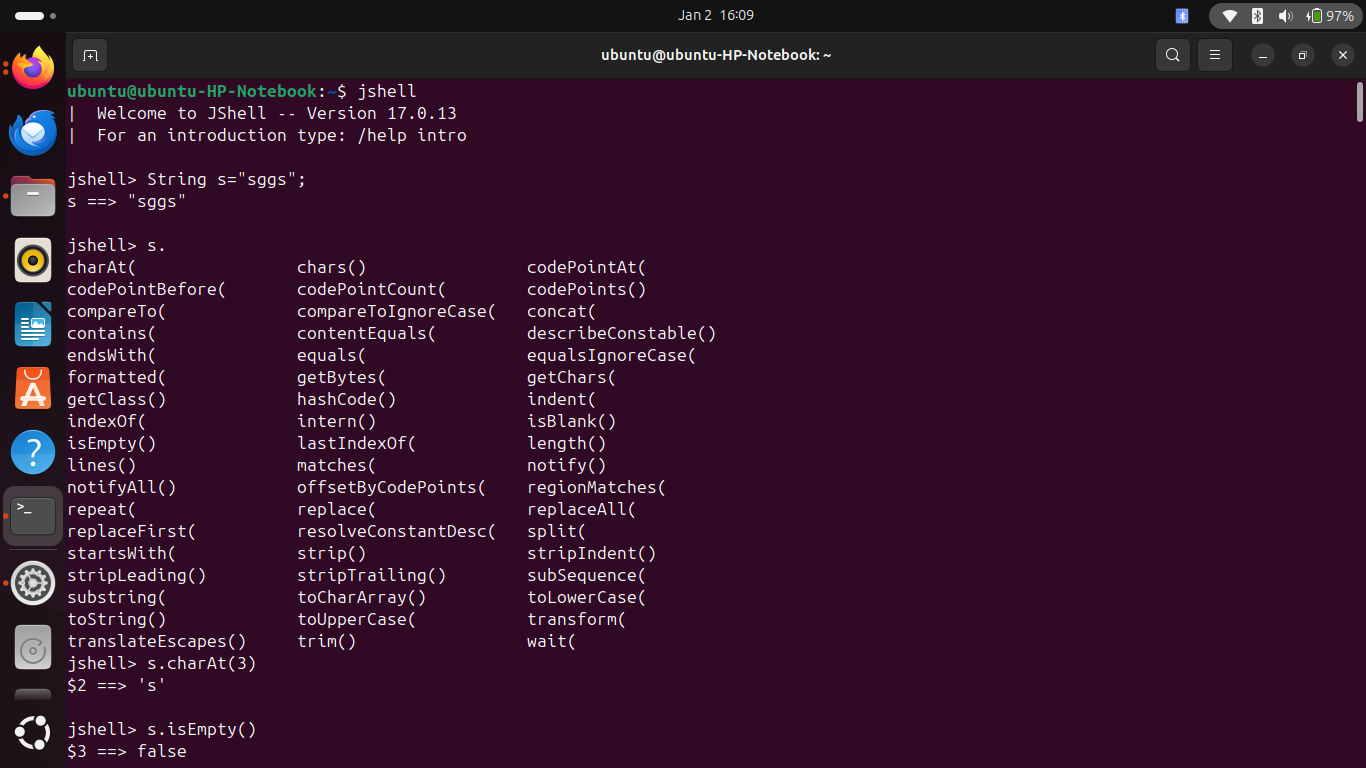 Jan 2 16:09
97%
ubuntu@ubuntu-HP-Notebook: ~
ubuntu@ubuntu-HP-Notebook:~$ jshell
| Welcome to JShell -- Version 17.0.13
| For an introduction type: /help intro
jshell> String s="sggs";
s ==> "sggs"
jshell> s.
charAt( chars() codePointAt(
codePointBefore( codePointCount( codePoints()
compareTo( compareToIgnoreCase( concat(
contains( contentEquals( describeConstable()
endsWith( equals( equalsIgnoreCase(
formatted( getBytes( getChars(
getClass() hashCode() indent(
indexOf( intern() isBlank()
isEmpty() lastIndexOf( length()
lines() matches( notify()
notifyAll() offsetByCodePoints( regionMatches(
repeat( replace( replaceAll(
replaceFirst( resolveConstantDesc( split(
startsWith( strip() stripIndent()
stripLeading() stripTrailing() subSequence(
substring( toCharArray() toLowerCase(
toString() toUpperCase( transform(
translateEscapes() trim() wait(
jshell> s.charAt(3)
$2 ==> 's'
jshell> s.isEmpty()
$3 ==> false